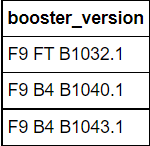 booster_version
F9 FT B1032.1
F9 B4 B1040.1
F9 B4 B1043.1